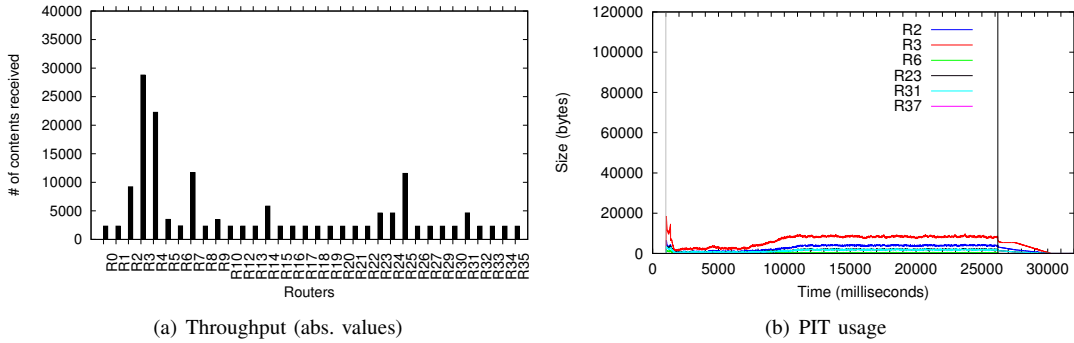 40000
35000
30000
25000
20000
15000
10000
5000
0
# of contents received
R0
R1
R2
R3
R4
R5
R6
R7
R8
R9
R10
R12
R13
R14
R15
R16
R17
R18
R19
R20
R21
R22
R23
R24
R25
R26
R27
R29
R30
R31
R32
R33
R34
R35
Routers
(a) Throughput (abs. values)
120000
100000
80000
60000
40000
20000
0
Size (bytes)
R2
R3
R6
R23
R31
R37
0 5000 10000 15000 20000 25000 30000
Time (milliseconds)
(b) PIT usage